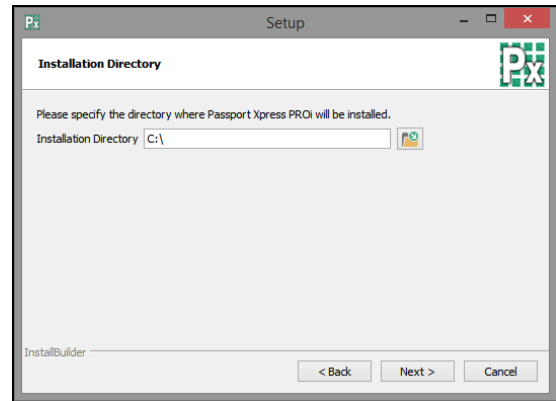 Px
Setup
Installation Directory
Px
Please specify the directory where Passport Xpress PROi will be installed.
Installation Directory C:\
InstallBuilder
< Back Next > Cancel